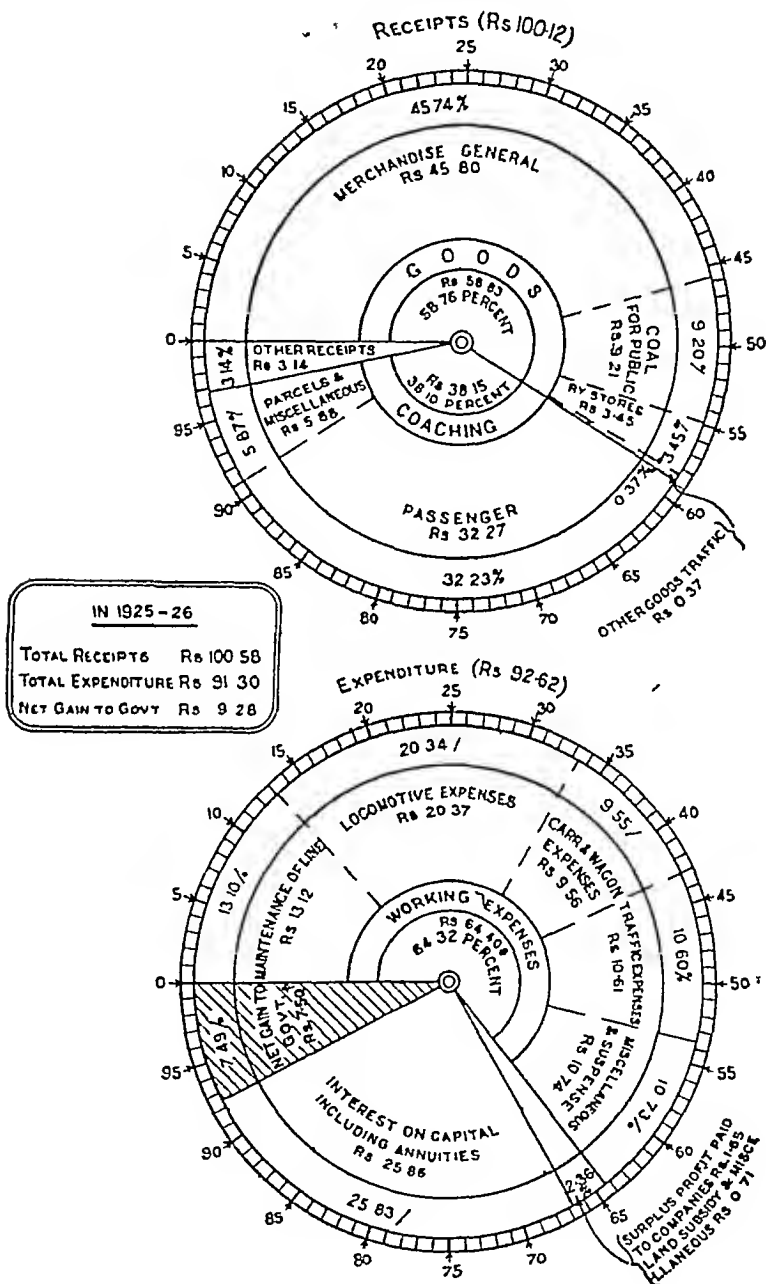 RECEIPTS (Rs 100.12)
0
5
10
15
20
25
30
35
40
45
50
55
60
65
70
75
80
85
90
95
45 74%
MERCHANDISE GENERAL
Rs 45 80
GOODS
Rs 58 83
58 76 PERCENT
COAL
FOR PUBLIC
Rs 9 21
9 20%
RY STORES
Rs 3.45
3 45%
0 37%
OTHER GOODS TRAFFIC
Rs 0 37
OTHER RECEIPTS
Rs 3.14
3 14%
PARCELS &
MISCELLANEOUS
Rs 5.88
5 87%
Rs 38.15
38.10 PERCENT
COACHING
PASSENGER
Rs 32 27
32 23%
IN 1925-26
TOTAL RECEIPTS Rs 100 58
TOTAL EXPENDITURE Rs 91 30
NET GAIN TO GOVT Rs 9 28
EXPENDITURE (Rs 92.62)
0
5
10
15
20
25
30
35
40
45
50
55
60
65
70
75
80
85
90
95
20 34/
LOCOMOTIVE EXPENSES
Rs 20 37
9 55/
CARR & WAGON
EXPENSES
Rs 9 56
13 10/
MAINTENANCE OF LINE
Rs 13 12
WORKING EXPENSES
Rs 64 40
64 32 PERCENT
TRAFFIC EXPENSES
Rs 10.61
10 60%
MISCELLANEOUS
& SUSPENSE
Rs 10 74
10 73/
NET GAIN TO
GOVT.
Rs 7.50
7 49
INTEREST ON CAPITAL
INCLUDING ANNUITIES
Rs 25 86
25 83/
2.36
(SURPLUS PROFIT PAID
TO COMPANIES Rs 1.65
LAND SUBSIDY & MISCE
LLANEOUS Rs 0 71